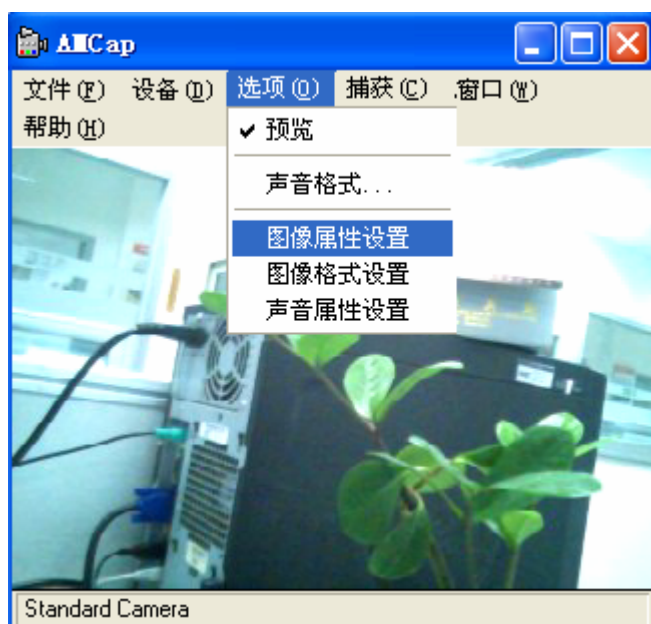 AMCap
文件(F) 设备(D) 选项(O) 捕获(C) 窗口(W)
帮助(H)
✔ 预览
声音格式...
图像属性设置
图像格式设置
声音属性设置
Standard Camera